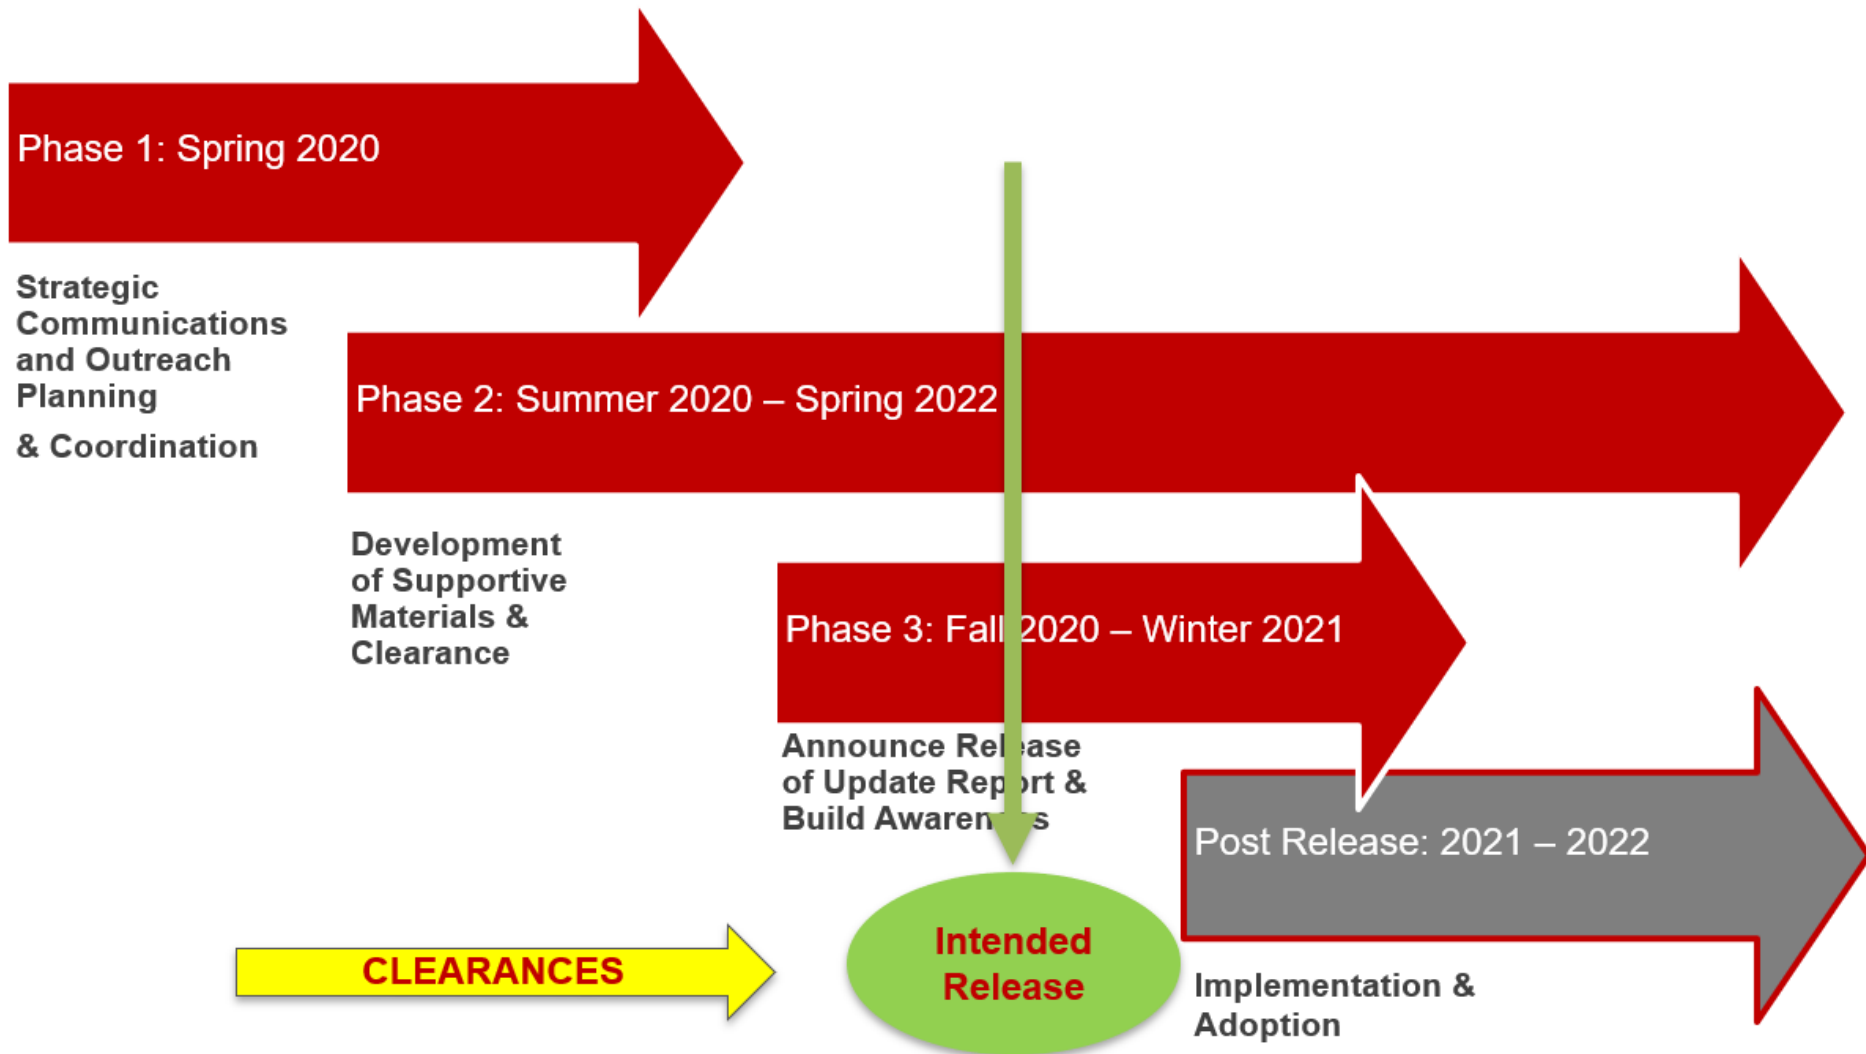 Phase 1: Spring 2020
Strategic
Communications
and Outreach
Planning
& Coordination
Phase 2: Summer 2020 – Spring 2022
Development
of Supportive
Materials &
Clearance
Phase 3: Fall 2020 – Winter 2021
Announce Release
of Update Report &
Build Awareness
Post Release: 2021 – 2022
Implementation &
Adoption
CLEARANCES
Intended
Release